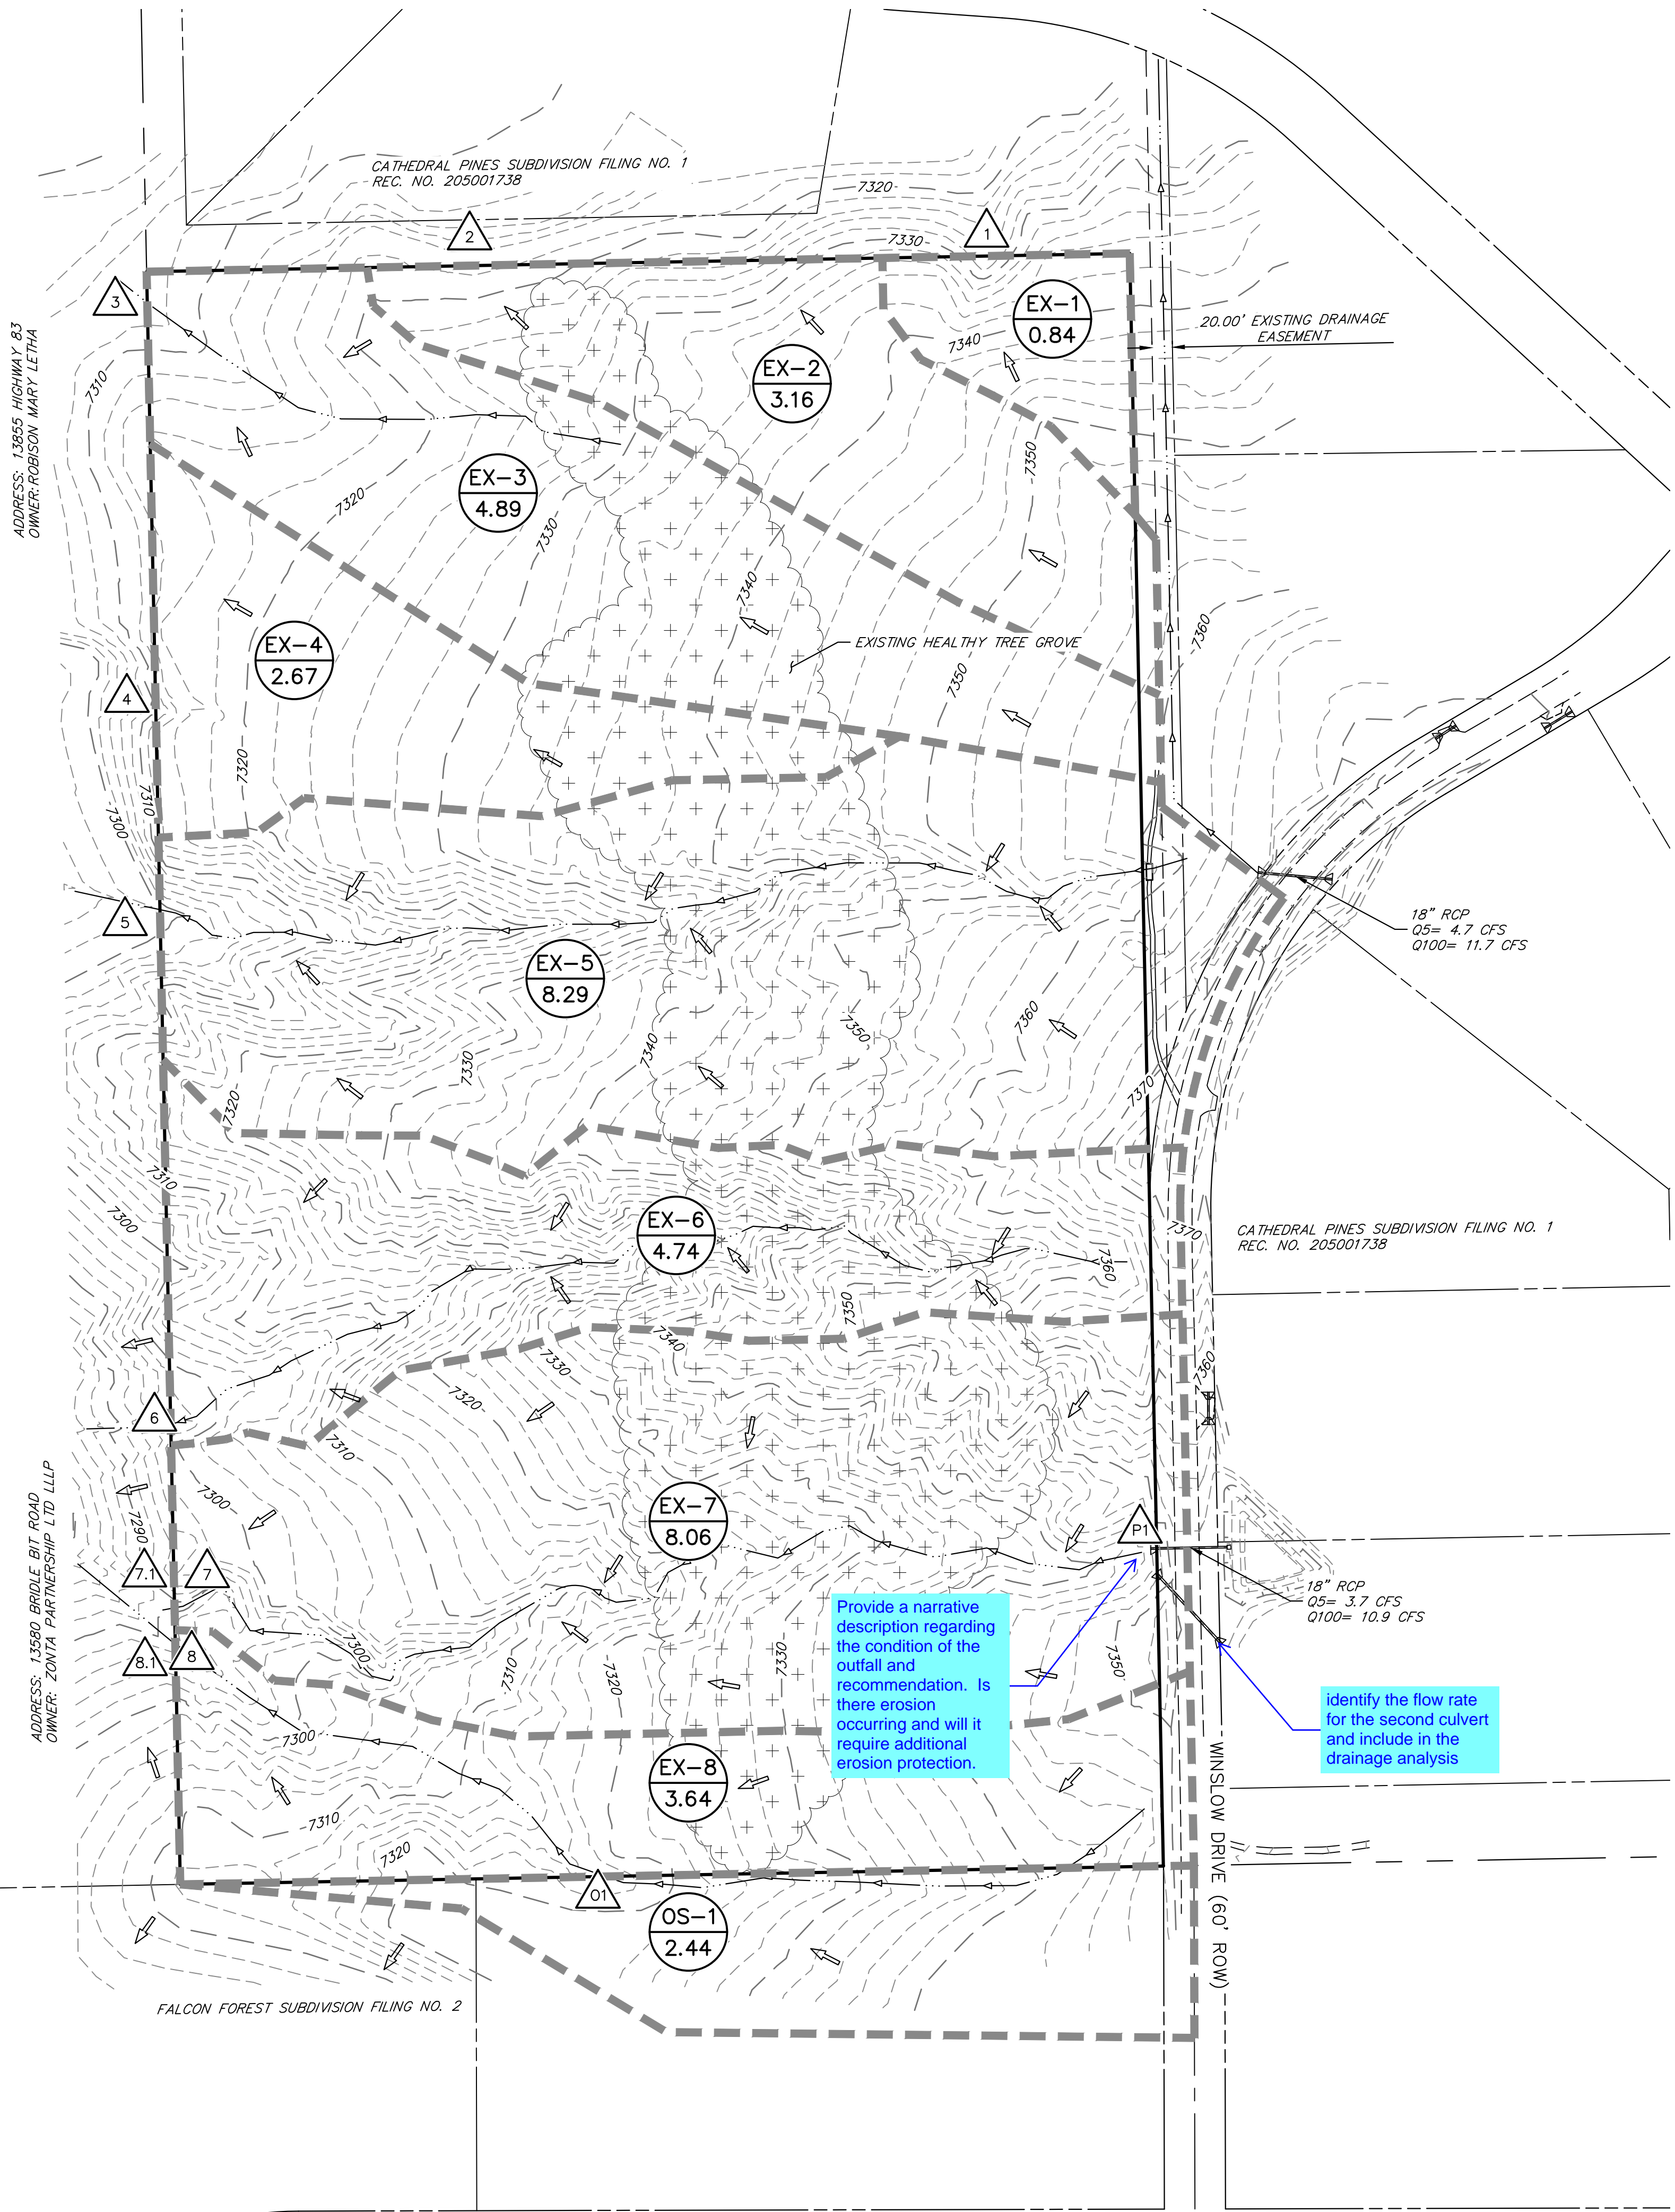 CATHEDRAL PINES SUBDIVISION FILING NO. 1
REC. NO. 205001738
7320
2
1
7330
3
EX-1
0.84
20.00' EXISTING DRAINAGE
EASEMENT
ADDRESS: 13855 HIGHWAY 83
OWNER: ROBISON MARY LETHA
7340
EX-2
3.16
7310
7350
EX-3
4.89
7320
7330
7340
7360
EXISTING HEALTHY TREE GROVE
EX-4
2.67
7350
4
7320
7310
7300
18" RCP
Q5= 4.7 CFS
Q100= 11.7 CFS
5
EX-5
8.29
7360
7350
7340
7330
7370
7320
7310
7300
EX-6
4.74
7370
CATHEDRAL PINES SUBDIVISION FILING NO. 1
REC. NO. 205001738
7360
7350
7340
7330
7360
7320
6
7310
7300
ADDRESS: 13580 BRIDLE BIT ROAD
OWNER: ZONTA PARTNERSHIP LTD LLLP
7290
EX-7
8.06
P1
7.1
7
18" RCP
Q5= 3.7 CFS
Q100= 10.9 CFS
Provide a narrative
description regarding
the condition of the
outfall and
recommendation. Is
there erosion
occurring and will it
require additional
erosion protection.
8.1
8
7300
7310
7320
7330
7350
identify the flow rate
for the second culvert
and include in the
drainage analysis
7300
EX-8
3.64
7310
7320
WINSLOW DRIVE (60' ROW)
01
OS-1
2.44
FALCON FOREST SUBDIVISION FILING NO. 2